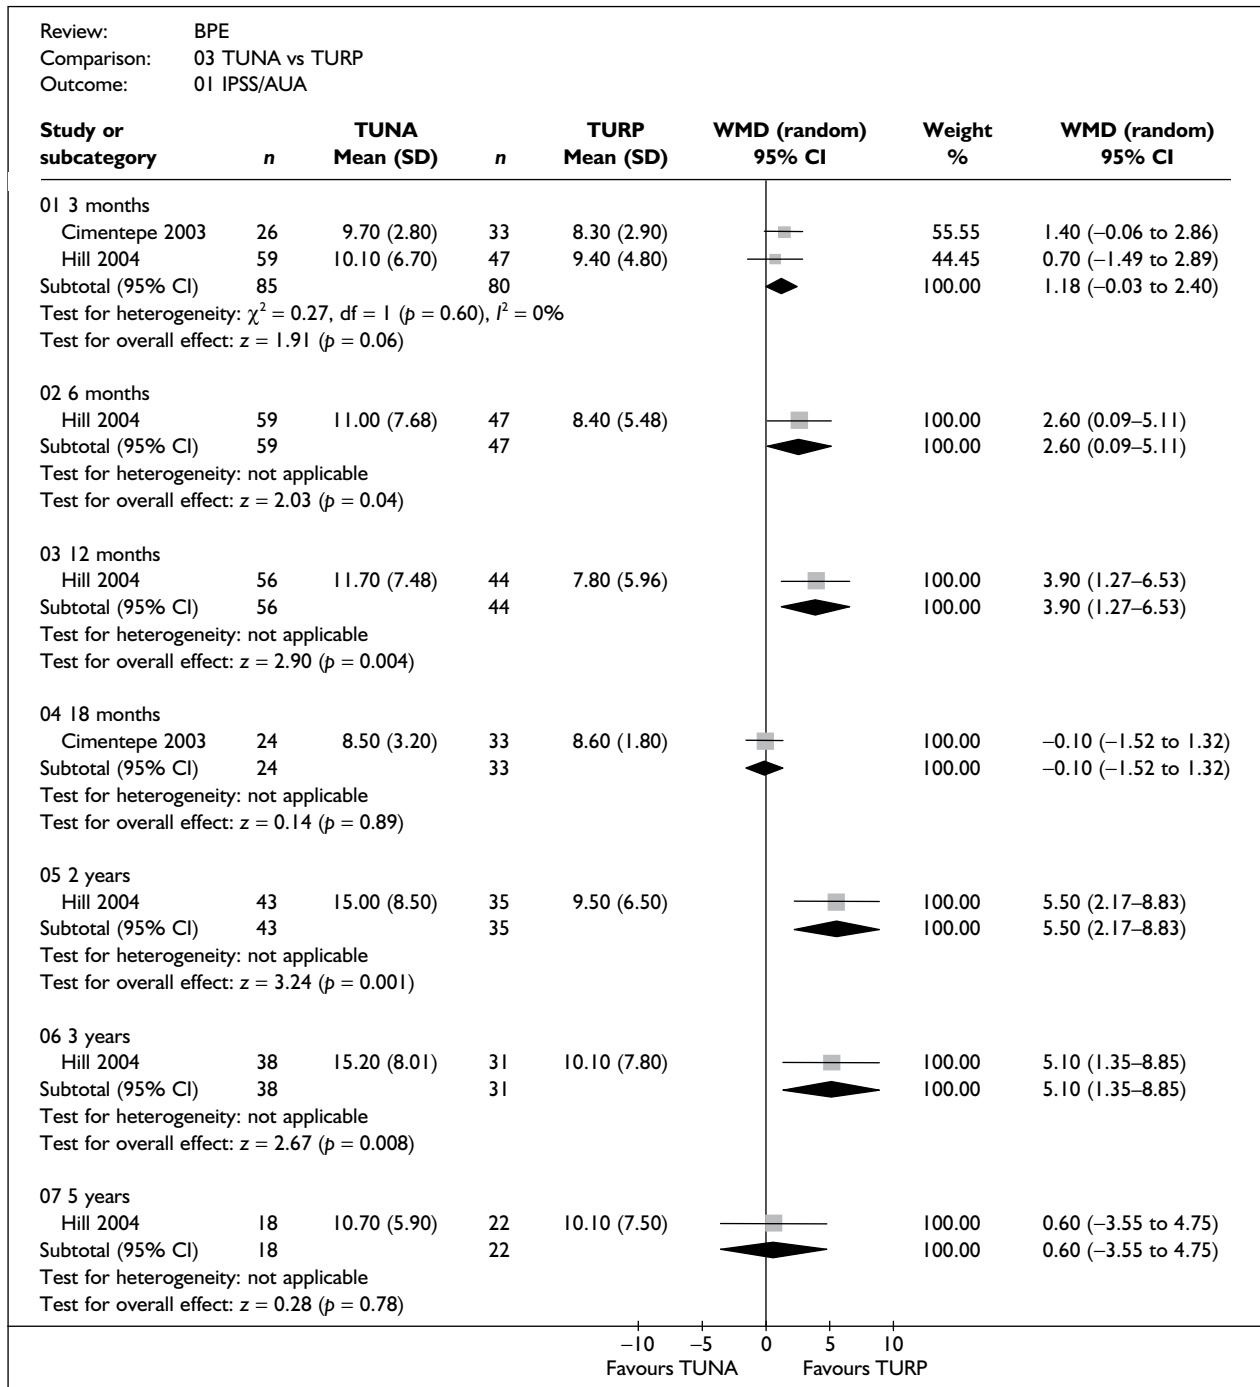 Review: BPE
Comparison: 03 TUNA vs TURP
Outcome: 01 IPSS/AUA
Study or TUNA TURP WMD (random) Weight WMD (random)
subcategory n Mean (SD) n Mean (SD) 95% CI % 95% CI
01 3 months
Cimentepe 2003 26 9.70 (2.80) 33 8.30 (2.90) 55.55 1.40 (−0.06 to 2.86)
Hill 2004 59 10.10 (6.70) 47 9.40 (4.80) 44.45 0.70 (−1.49 to 2.89)
Subtotal (95% CI) 85 80 100.00 1.18 (−0.03 to 2.40)
Test for heterogeneity: χ² = 0.27, df = 1 (p = 0.60), I² = 0%
Test for overall effect: z = 1.91 (p = 0.06)
02 6 months
Hill 2004 59 11.00 (7.68) 47 8.40 (5.48) 100.00 2.60 (0.09–5.11)
Subtotal (95% CI) 59 47 100.00 2.60 (0.09–5.11)
Test for heterogeneity: not applicable
Test for overall effect: z = 2.03 (p = 0.04)
03 12 months
Hill 2004 56 11.70 (7.48) 44 7.80 (5.96) 100.00 3.90 (1.27–6.53)
Subtotal (95% CI) 56 44 100.00 3.90 (1.27–6.53)
Test for heterogeneity: not applicable
Test for overall effect: z = 2.90 (p = 0.004)
04 18 months
Cimentepe 2003 24 8.50 (3.20) 33 8.60 (1.80) 100.00 −0.10 (−1.52 to 1.32)
Subtotal (95% CI) 24 33 100.00 −0.10 (−1.52 to 1.32)
Test for heterogeneity: not applicable
Test for overall effect: z = 0.14 (p = 0.89)
05 2 years
Hill 2004 43 15.00 (8.50) 35 9.50 (6.50) 100.00 5.50 (2.17–8.83)
Subtotal (95% CI) 43 35 100.00 5.50 (2.17–8.83)
Test for heterogeneity: not applicable
Test for overall effect: z = 3.24 (p = 0.001)
06 3 years
Hill 2004 38 15.20 (8.01) 31 10.10 (7.80) 100.00 5.10 (1.35–8.85)
Subtotal (95% CI) 38 31 100.00 5.10 (1.35–8.85)
Test for heterogeneity: not applicable
Test for overall effect: z = 2.67 (p = 0.008)
07 5 years
Hill 2004 18 10.70 (5.90) 22 10.10 (7.50) 100.00 0.60 (−3.55 to 4.75)
Subtotal (95% CI) 18 22 100.00 0.60 (−3.55 to 4.75)
Test for heterogeneity: not applicable
Test for overall effect: z = 0.28 (p = 0.78)
−10 −5 0 5 10
Favours TUNA Favours TURP